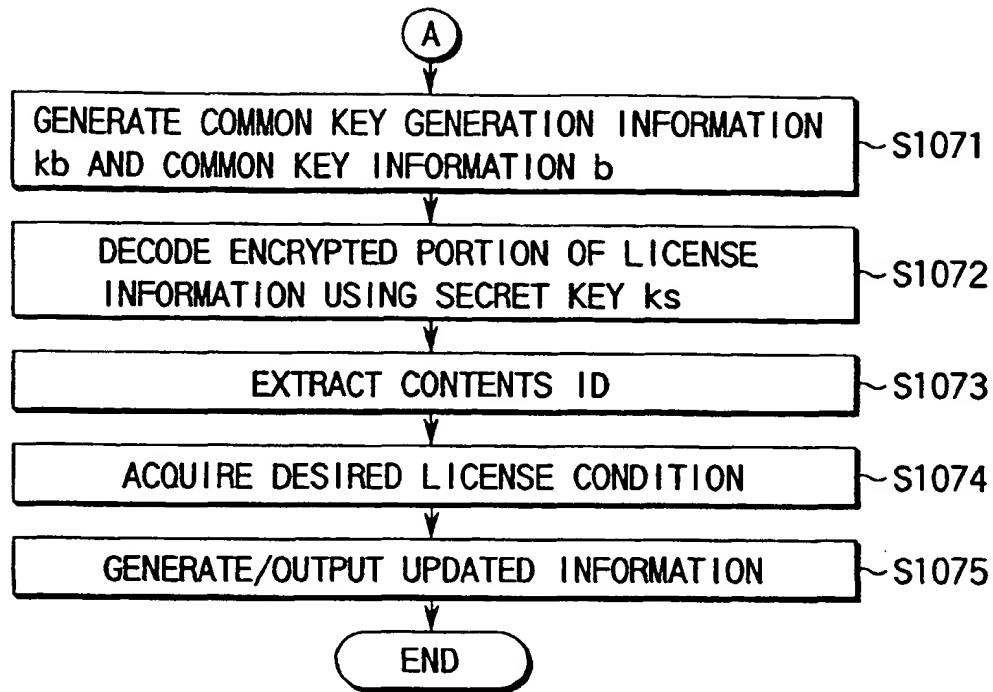 A
GENERATE COMMON KEY GENERATION INFORMATION
kb AND COMMON KEY INFORMATION b
S1071
DECODE ENCRYPTED PORTION OF LICENSE
INFORMATION USING SECRET KEY ks
S1072
EXTRACT CONTENTS ID
S1073
ACQUIRE DESIRED LICENSE CONDITION
S1074
GENERATE/OUTPUT UPDATED INFORMATION
S1075
END